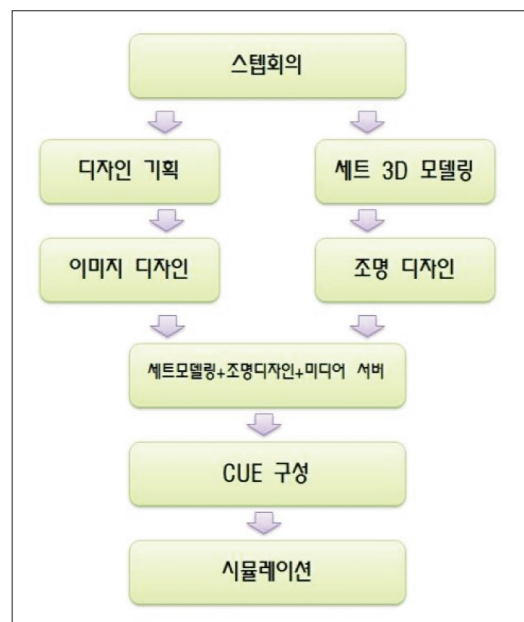 스텝회의
디자인 기획
세트 3D 모델링
이미지 디자인
조명 디자인
세트모델링+조명디자인+미디어 서버
CUE 구성
시뮬레이션